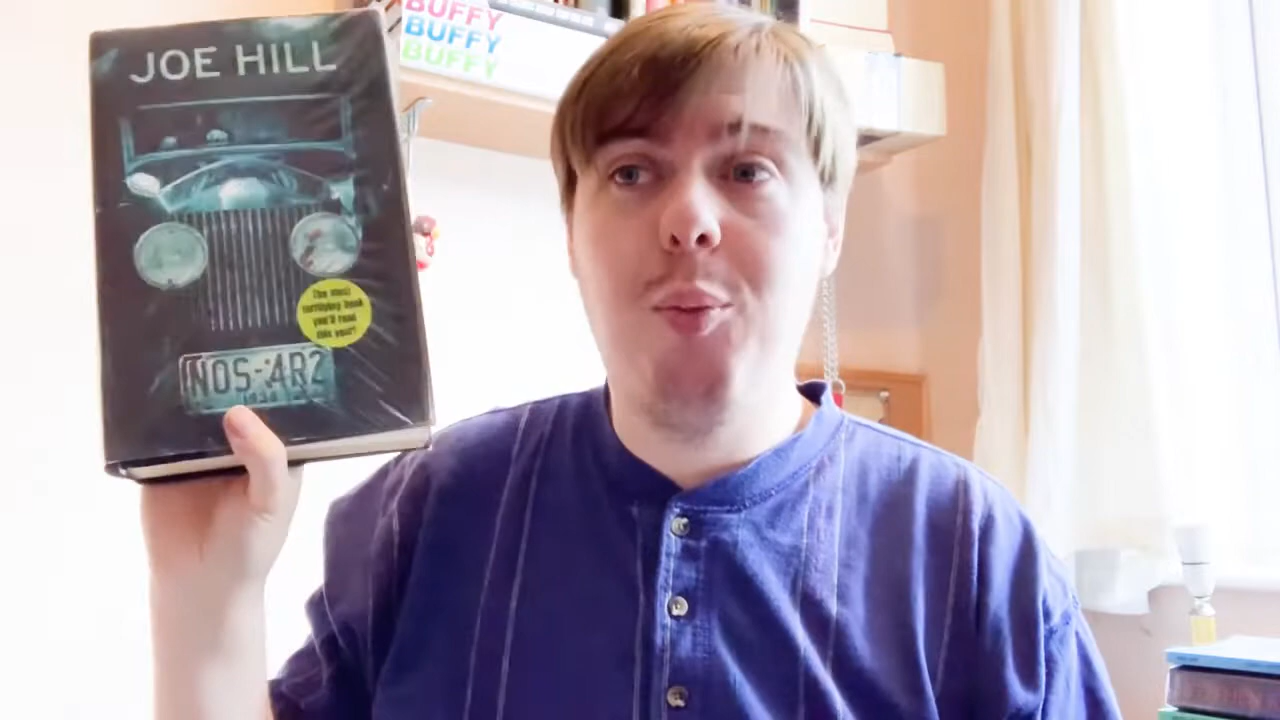 JOE HILL
The most
terrifying book
you'll read
this year!
NOS-4R2
BUFFY
BUFFY
BUFFY